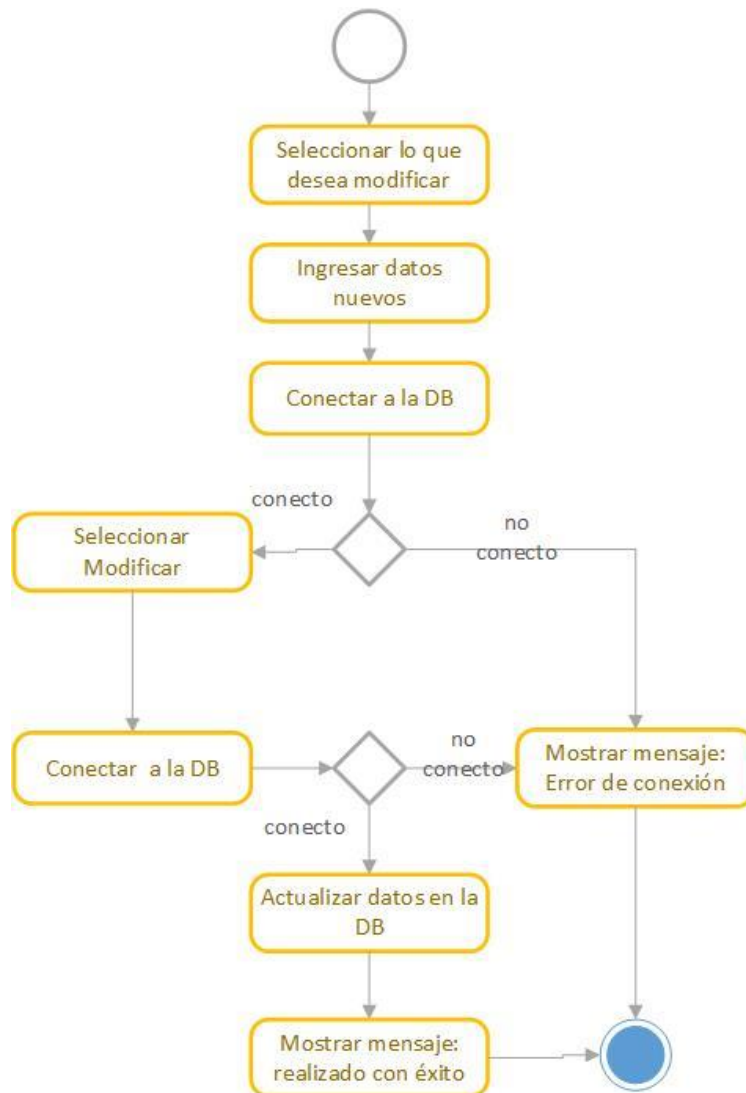 Seleccionar lo que
desea modificar
Ingresar datos
nuevos
Conectar a la DB
conecto
no
conecto
Seleccionar
Modificar
Conectar  a la DB
no
conecto
Mostrar mensaje:
Error de conexión
conecto
Actualizar datos en la
DB
Mostrar mensaje:
realizado con éxito